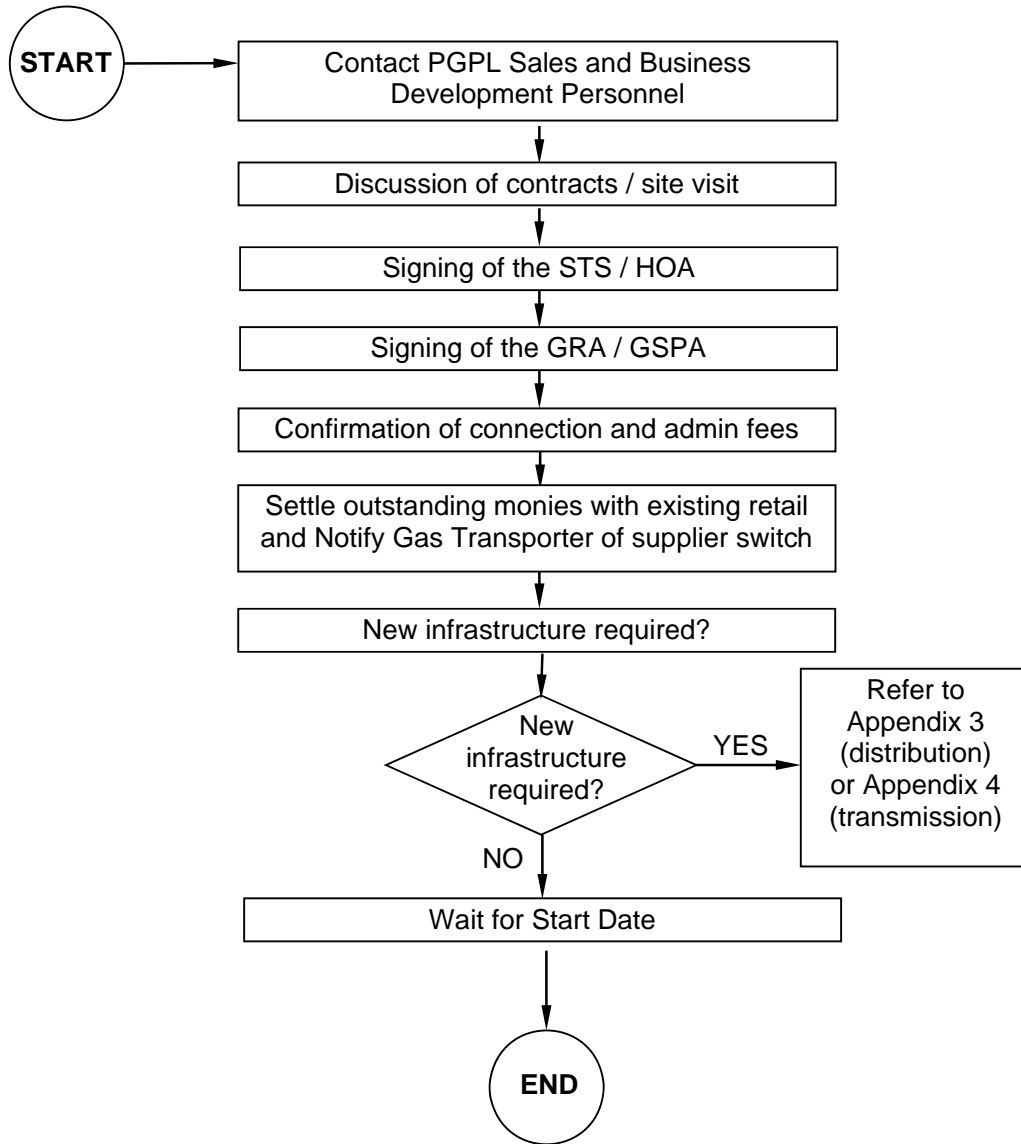 START
Contact PGPL Sales and Business
Development Personnel
Discussion of contracts / site visit
Signing of the STS / HOA
Signing of the GRA / GSPA
Confirmation of connection and admin fees
Settle outstanding monies with existing retail
and Notify Gas Transporter of supplier switch
New infrastructure required?
New
infrastructure
required?
YES
Refer to
Appendix 3
(distribution)
or Appendix 4
(transmission)
NO
Wait for Start Date
END